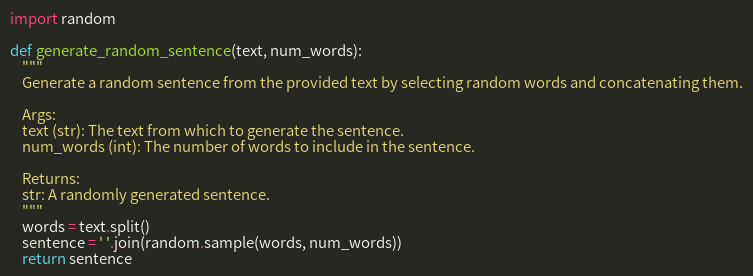 import random
def generate_random_sentence(text, num_words):
"""
Generate a random sentence from the provided text by selecting random words and concatenating them.
Args:
text (str): The text from which to generate the sentence.
num_words (int): The number of words to include in the sentence.
Returns:
str: A randomly generated sentence.
"""
words = text.split()
sentence = ' '.join(random.sample(words, num_words))
return sentence